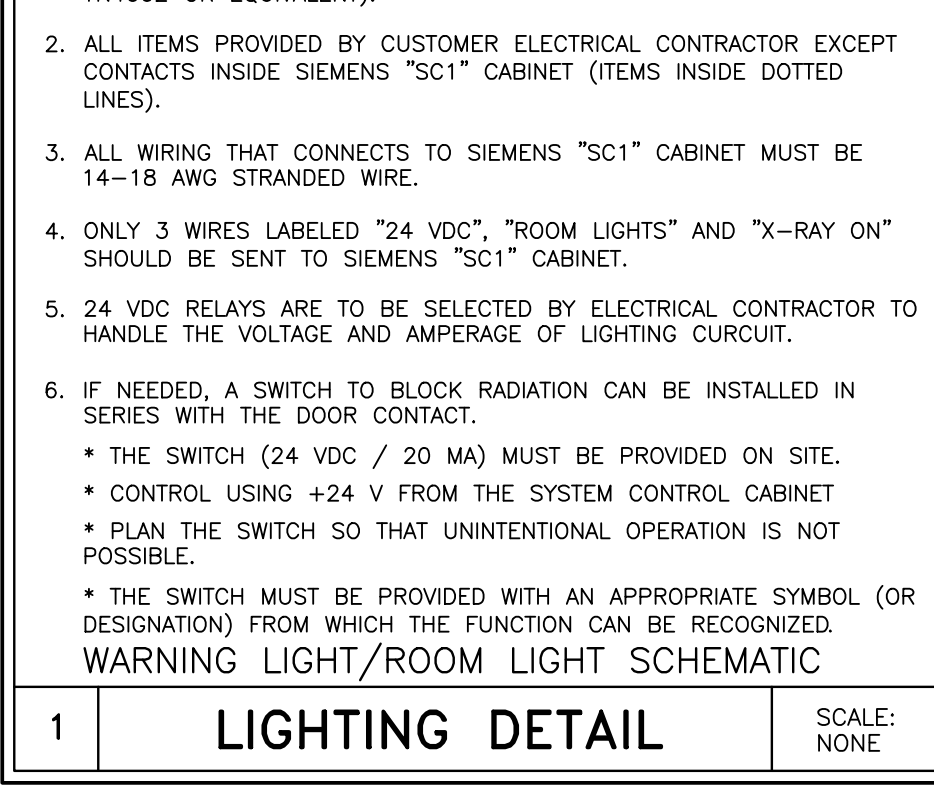 2. ALL ITEMS PROVIDED BY CUSTOMER ELECTRICAL CONTRACTOR EXCEPT
CONTACTS INSIDE SIEMENS "SC1" CABINET (ITEMS INSIDE DOTTED
LINES).
3. ALL WIRING THAT CONNECTS TO SIEMENS "SC1" CABINET MUST BE
14-18 AWG STRANDED WIRE.
4. ONLY 3 WIRES LABELED "24 VDC", "ROOM LIGHTS" AND "X-RAY ON"
SHOULD BE SENT TO SIEMENS "SC1" CABINET.
5. 24 VDC RELAYS ARE TO BE SELECTED BY ELECTRICAL CONTRACTOR TO
HANDLE THE VOLTAGE AND AMPERAGE OF LIGHTING CURCUIT.
6. IF NEEDED, A SWITCH TO BLOCK RADIATION CAN BE INSTALLED IN
SERIES WITH THE DOOR CONTACT.
* THE SWITCH (24 VDC / 20 MA) MUST BE PROVIDED ON SITE.
* CONTROL USING +24 V FROM THE SYSTEM CONTROL CABINET
* PLAN THE SWITCH SO THAT UNINTENTIONAL OPERATION IS NOT
POSSIBLE.
* THE SWITCH MUST BE PROVIDED WITH AN APPROPRIATE SYMBOL (OR
DESIGNATION) FROM WHICH THE FUNCTION CAN BE RECOGNIZED.
WARNING LIGHT/ROOM LIGHT SCHEMATIC
1
LIGHTING DETAIL
SCALE:
NONE